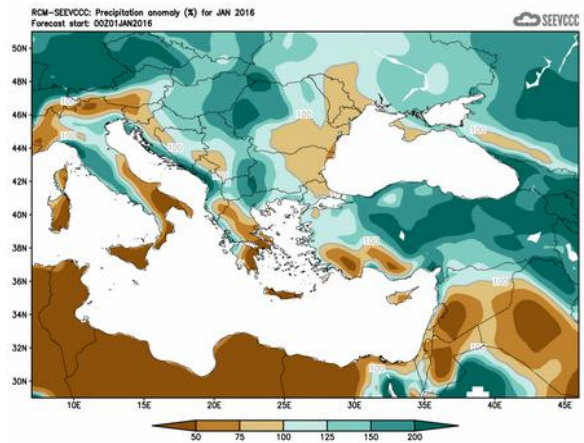 RCM-SEEVCCC: Precipitation anomaly (%) for JAN 2016
Forecast start: 00Z01JAN2016
SEEVCCC
50N
48N
46N
44N
42N
40N
38N
36N
34N
32N
30N
100
100
100
100
100
100
100
100
100
10E
15E
20E
25E
30E
35E
40E
45E
50
75
100
125
150
200